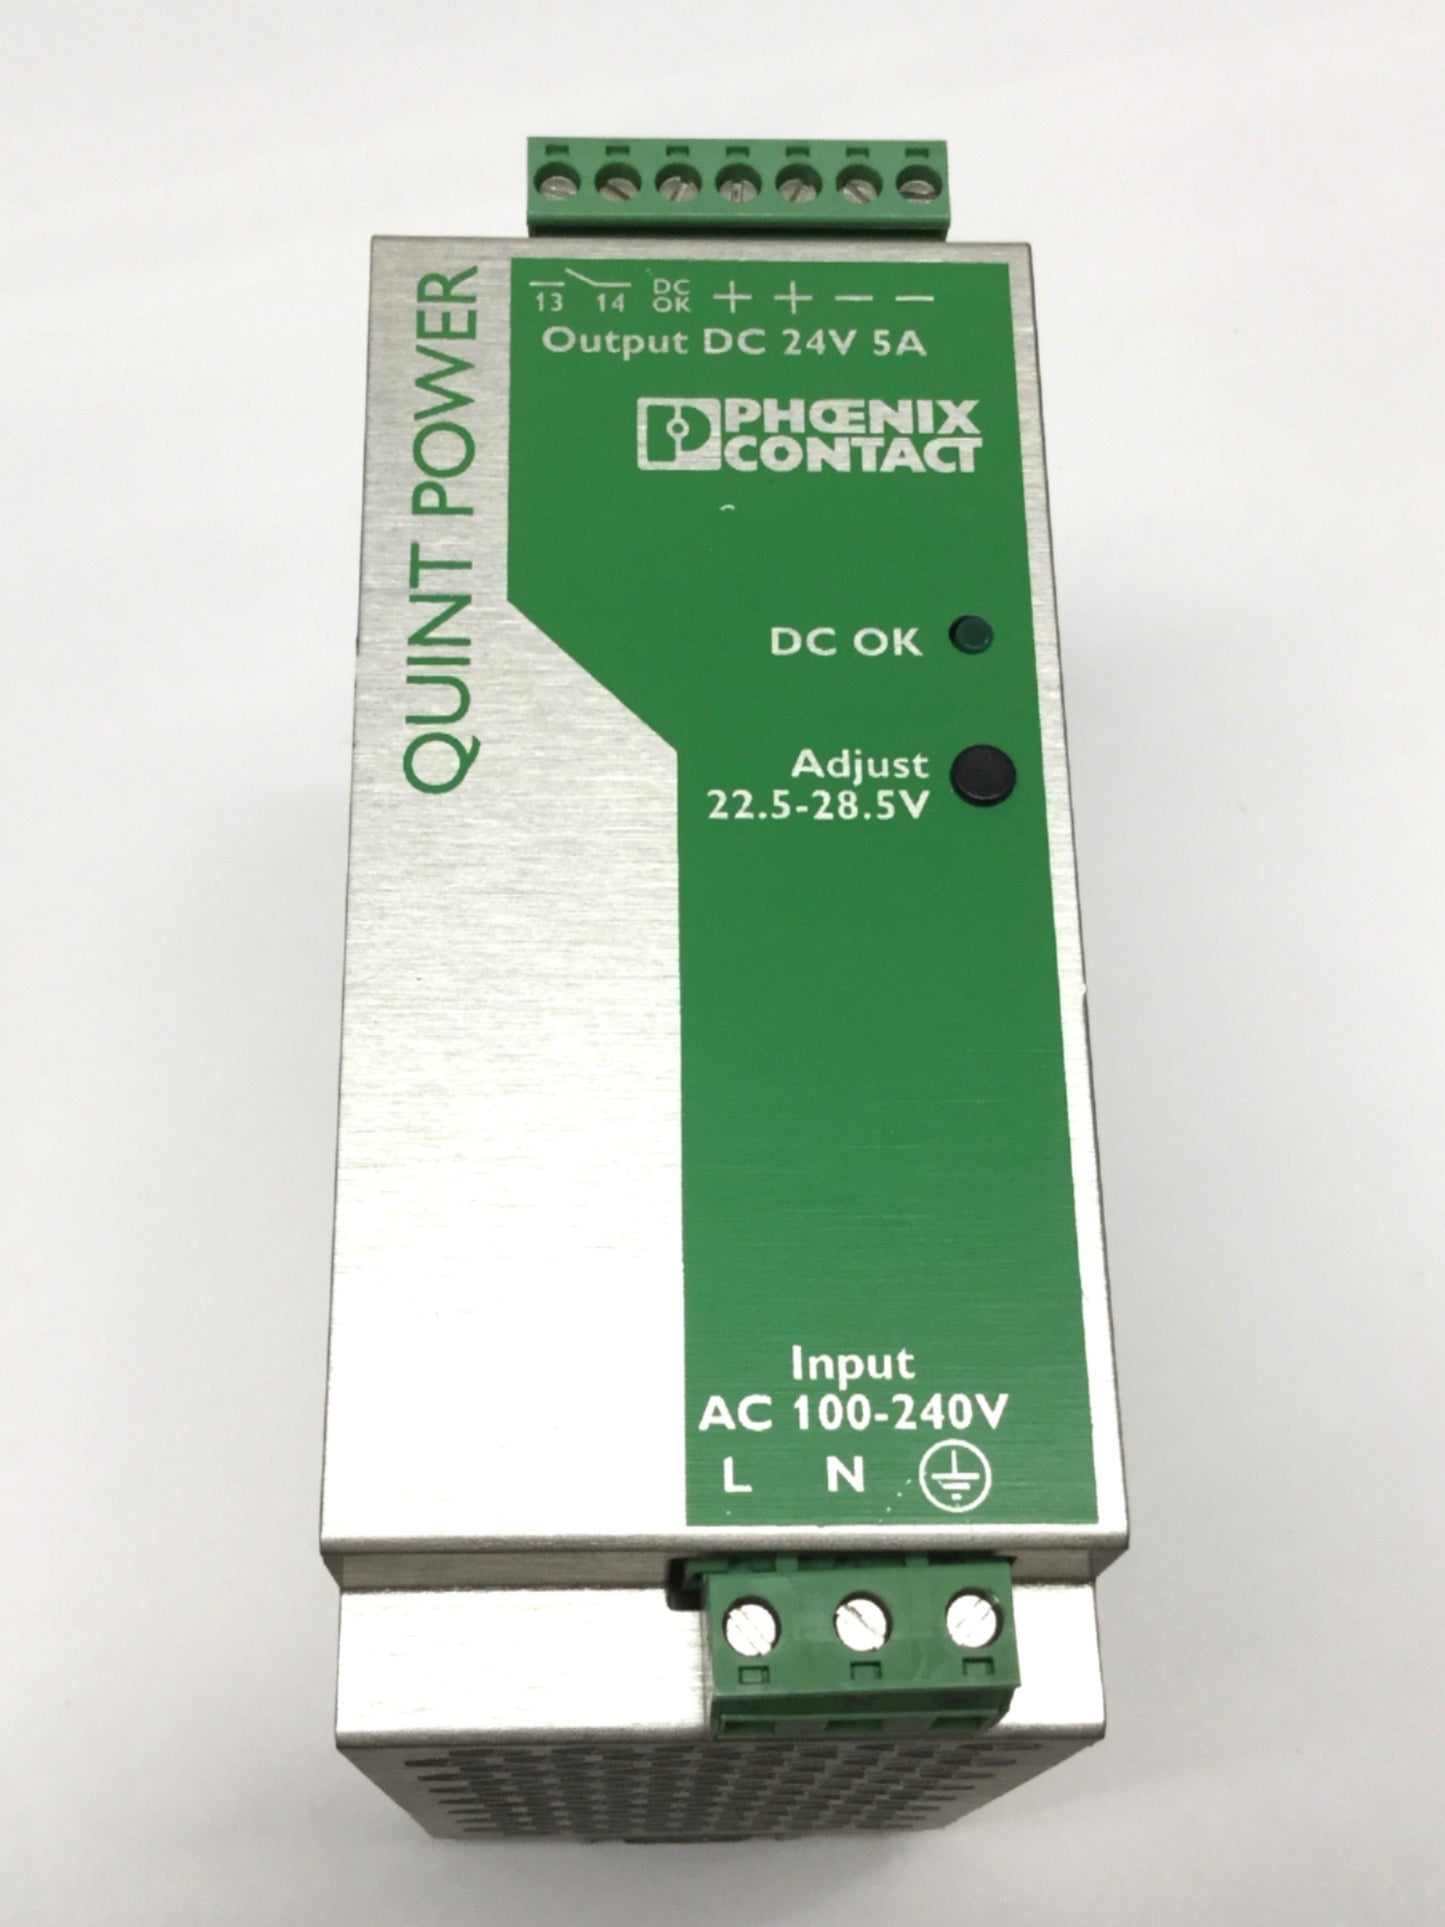 13 14 DC OK + + − −
Output DC 24V 5A
PHŒNIX
CONTACT
QUINT POWER
DC OK
Adjust
22.5-28.5V
Input
AC 100-240V
L N